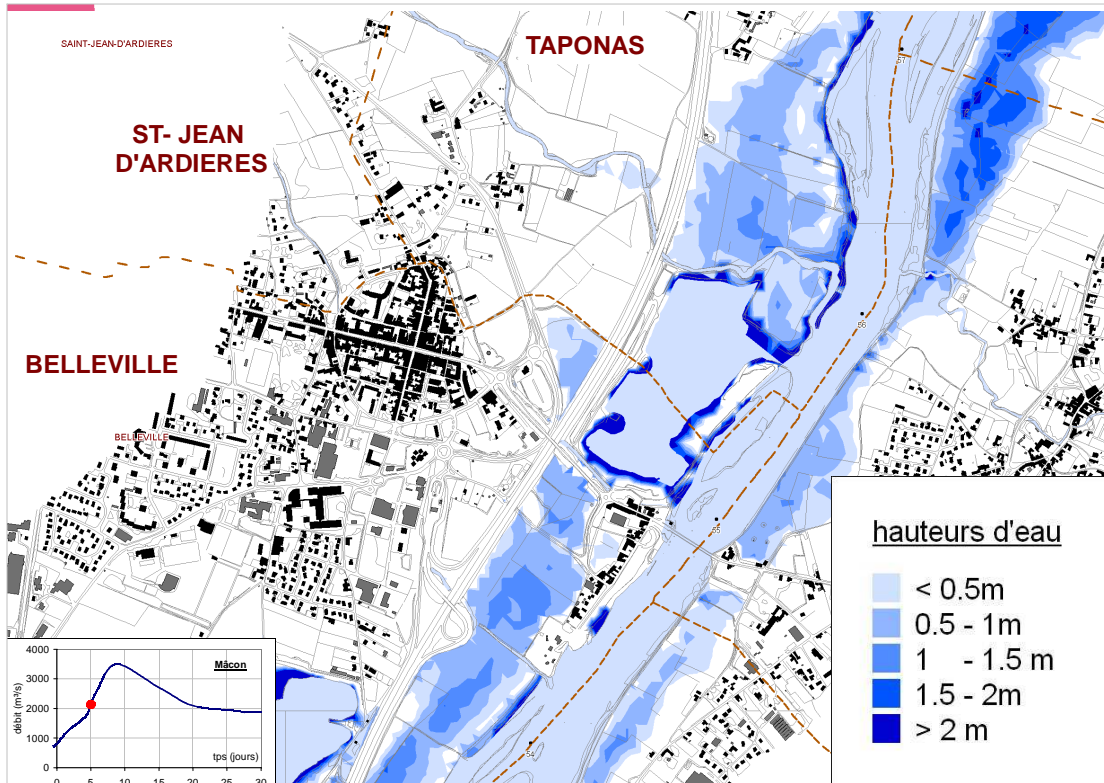 SAINT-JEAN-D'ARDIERES
TAPONAS
ST- JEAN
D'ARDIERES
BELLEVILLE
BELLEVILLE
57
56
55
54
hauteurs d'eau
< 0.5m
0.5 - 1m
1 - 1.5 m
1.5 - 2m
> 2 m
Mâcon
débit (m³/s)
4000
3000
2000
1000
0
tps (jours)
0 5 10 15 20 25 30